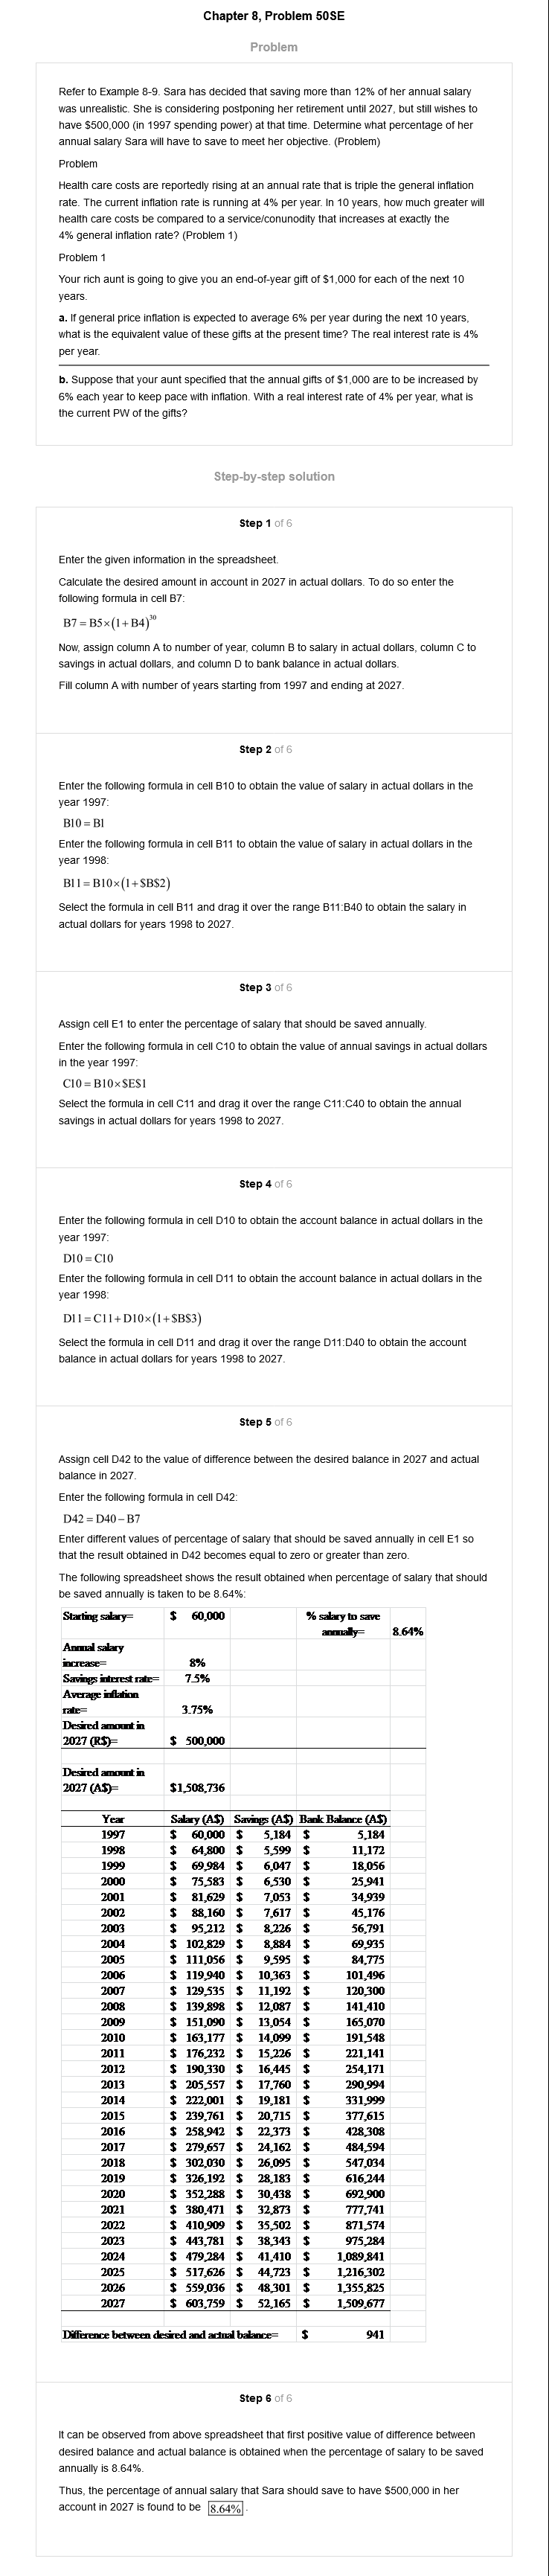 Chapter 8, Problem 50SE
Problem
Refer to Example 8-9. Sara has decided that saving more than 12% of her annual salary
was unrealistic. She is considering postponing her retirement until 2027, but still wishes to
have $500,000 (in 1997 spending power) at that time. Determine what percentage of her
annual salary Sara will have to save to meet her objective. (Problem)
Problem
Health care costs are reportedly rising at an annual rate that is triple the general inflation
rate. The current inflation rate is running at 4% per year. In 10 years, how much greater will
health care costs be compared to a service/conunodity that increases at exactly the
4% general inflation rate? (Problem 1)
Problem 1
Your rich aunt is going to give you an end-of-year gift of $1,000 for each of the next 10
years.
a. If general price inflation is expected to average 6% per year during the next 10 years,
what is the equivalent value of these gifts at the present time? The real interest rate is 4%
per year.
b. Suppose that your aunt specified that the annual gifts of $1,000 are to be increased by
6% each year to keep pace with inflation. With a real interest rate of 4% per year, what is
the current PW of the gifts?
Step-by-step solution
Step 1 of 6
Enter the given information in the spreadsheet.
Calculate the desired amount in account in 2027 in actual dollars. To do so enter the
following formula in cell B7:
B7 = B5×(1+B4)^30
Now, assign column A to number of year, column B to salary in actual dollars, column C to
savings in actual dollars, and column D to bank balance in actual dollars.
Fill column A with number of years starting from 1997 and ending at 2027.
Step 2 of 6
Enter the following formula in cell B10 to obtain the value of salary in actual dollars in the
year 1997:
B10 = B1
Enter the following formula in cell B11 to obtain the value of salary in actual dollars in the
year 1998:
B11 = B10×(1+$B$2)
Select the formula in cell B11 and drag it over the range B11:B40 to obtain the salary in
actual dollars for years 1998 to 2027.
Step 3 of 6
Assign cell E1 to enter the percentage of salary that should be saved annually.
Enter the following formula in cell C10 to obtain the value of annual savings in actual dollars
in the year 1997:
C10 = B10×$E$1
Select the formula in cell C11 and drag it over the range C11:C40 to obtain the annual
savings in actual dollars for years 1998 to 2027.
Step 4 of 6
Enter the following formula in cell D10 to obtain the account balance in actual dollars in the
year 1997:
D10 = C10
Enter the following formula in cell D11 to obtain the account balance in actual dollars in the
year 1998:
D11 = C11+D10×(1+$B$3)
Select the formula in cell D11 and drag it over the range D11:D40 to obtain the account
balance in actual dollars for years 1998 to 2027.
Step 5 of 6
Assign cell D42 to the value of difference between the desired balance in 2027 and actual
balance in 2027.
Enter the following formula in cell D42:
D42 = D40−B7
Enter different values of percentage of salary that should be saved annually in cell E1 so
that the result obtained in D42 becomes equal to zero or greater than zero.
The following spreadsheet shows the result obtained when percentage of salary that should
be saved annually is taken to be 8.64%:
Starting salary= $ 60,000 % salary to save
annually= 8.64%
Annual salary
increase= 8%
Savings interest rate= 7.5%
Average inflation
rate= 3.75%
Desired amount in
2027 (R$)= $ 500,000
Desired amount in
2027 (A$)= $1,508,736
Year Salary (A$) Savings (A$) Bank Balance (A$)
1997 $ 60,000 $ 5,184 $ 5,184
1998 $ 64,800 $ 5,599 $ 11,172
1999 $ 69,984 $ 6,047 $ 18,056
2000 $ 75,583 $ 6,530 $ 25,941
2001 $ 81,629 $ 7,053 $ 34,939
2002 $ 88,160 $ 7,617 $ 45,176
2003 $ 95,212 $ 8,226 $ 56,791
2004 $ 102,829 $ 8,884 $ 69,935
2005 $ 111,056 $ 9,595 $ 84,775
2006 $ 119,940 $ 10,363 $ 101,496
2007 $ 129,535 $ 11,192 $ 120,300
2008 $ 139,898 $ 12,087 $ 141,410
2009 $ 151,090 $ 13,054 $ 165,070
2010 $ 163,177 $ 14,099 $ 191,548
2011 $ 176,232 $ 15,226 $ 221,141
2012 $ 190,330 $ 16,445 $ 254,171
2013 $ 205,557 $ 17,760 $ 290,994
2014 $ 222,001 $ 19,181 $ 331,999
2015 $ 239,761 $ 20,715 $ 377,615
2016 $ 258,942 $ 22,373 $ 428,308
2017 $ 279,657 $ 24,162 $ 484,594
2018 $ 302,030 $ 26,095 $ 547,034
2019 $ 326,192 $ 28,183 $ 616,244
2020 $ 352,288 $ 30,438 $ 692,900
2021 $ 380,471 $ 32,873 $ 777,741
2022 $ 410,909 $ 35,502 $ 871,574
2023 $ 443,781 $ 38,343 $ 975,284
2024 $ 479,284 $ 41,410 $ 1,089,841
2025 $ 517,626 $ 44,723 $ 1,216,302
2026 $ 559,036 $ 48,301 $ 1,355,825
2027 $ 603,759 $ 52,165 $ 1,509,677
Difference between desired and actual balance= $ 941
Step 6 of 6
It can be observed from above spreadsheet that first positive value of difference between
desired balance and actual balance is obtained when the percentage of salary to be saved
annually is 8.64%.
Thus, the percentage of annual salary that Sara should save to have $500,000 in her
account in 2027 is found to be 8.64%.